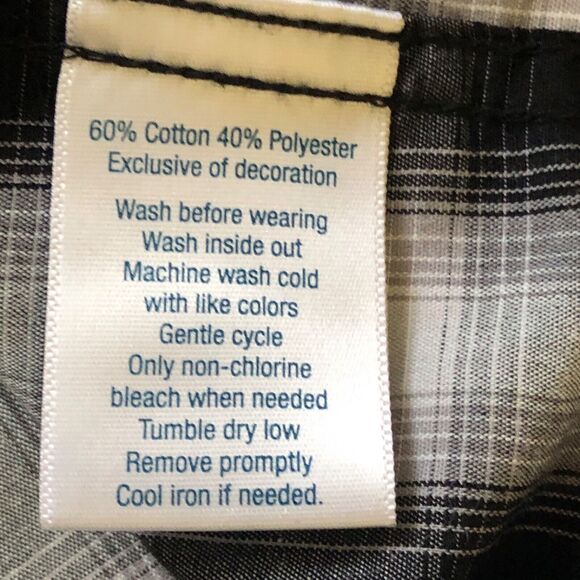 60% Cotton 40% Polyester
Exclusive of decoration
Wash before wearing
Wash inside out
Machine wash cold
with like colors
Gentle cycle
Only non-chlorine
bleach when needed
Tumble dry low
Remove promptly
Cool iron if needed.